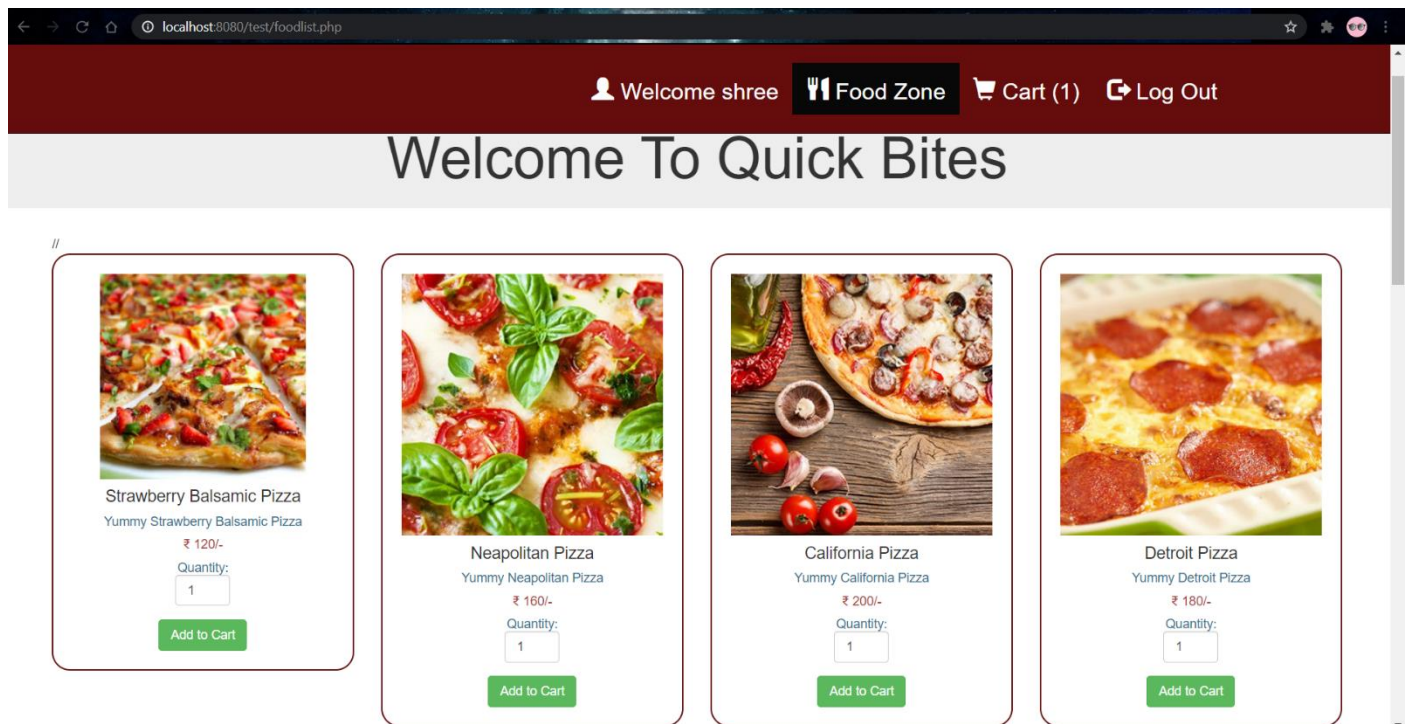 localhost:8080/test/foodlist.php
Welcome shree Food Zone Cart (1) Log Out
Welcome To Quick Bites
//
Strawberry Balsamic Pizza
Yummy Strawberry Balsamic Pizza
₹ 120/-
Quantity:
1
Add to Cart
Neapolitan Pizza
Yummy Neapolitan Pizza
₹ 160/-
Quantity:
1
Add to Cart
California Pizza
Yummy California Pizza
₹ 200/-
Quantity:
1
Add to Cart
Detroit Pizza
Yummy Detroit Pizza
₹ 180/-
Quantity:
1
Add to Cart